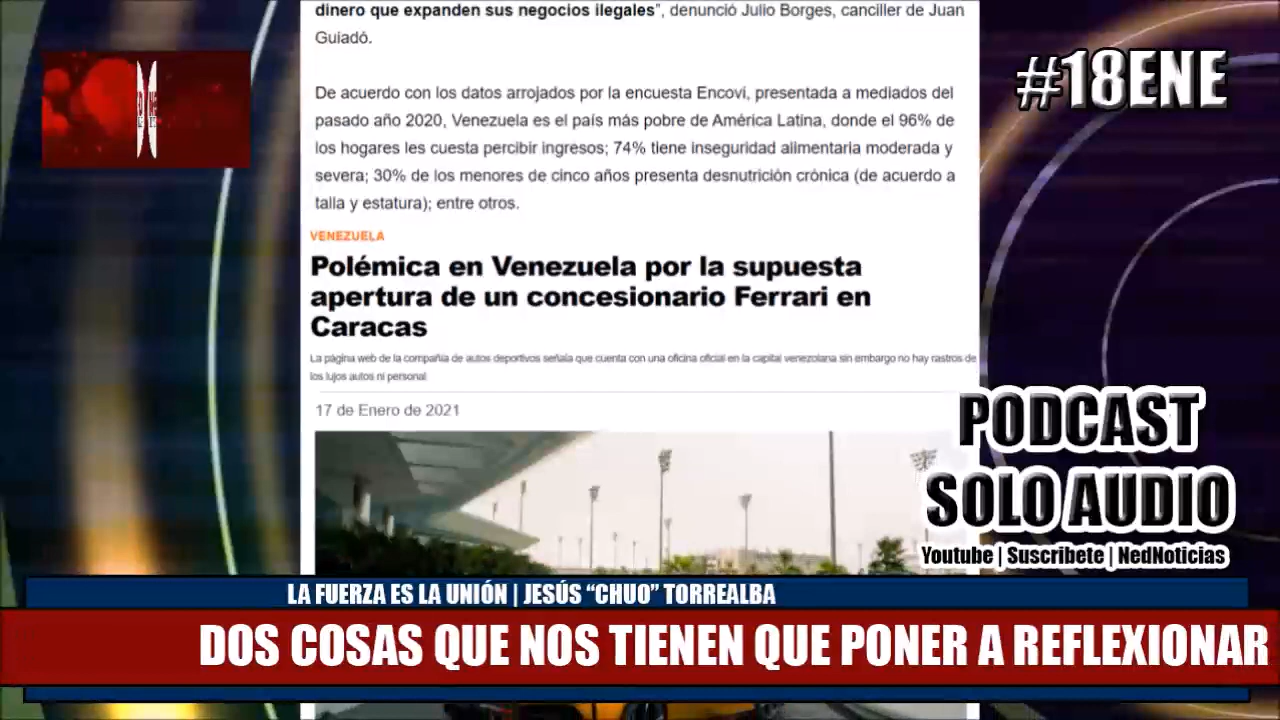 dinero que expanden sus negocios ilegales", denunció Julio Borges, canciller de Juan
Guiadó.
#18ENE
De acuerdo con los datos arrojados por la encuesta Encovi, presentada a mediados del
pasado año 2020, Venezuela es el país más pobre de América Latina, donde el 96% de
los hogares les cuesta percibir ingresos; 74% tiene inseguridad alimentaria moderada y
severa; 30% de los menores de cinco años presenta desnutrición crónica (de acuerdo a
talla y estatura); entre otros.
VENEZUELA
Polémica en Venezuela por la supuesta
apertura de un concesionario Ferrari en
Caracas
La página web de la compañía de autos deportivos señala que cuenta con una oficina oficial en la capital venezolana sin embargo no hay rastros de
los lujos autos ni personal
17 de Enero de 2021
PODCAST
SOLO AUDIO
Youtube | Suscribete | NedNoticias
LA FUERZA ES LA UNIÓN | JESÚS “CHUO” TORREALBA
DOS COSAS QUE NOS TIENEN QUE PONER A REFLEXIONAR